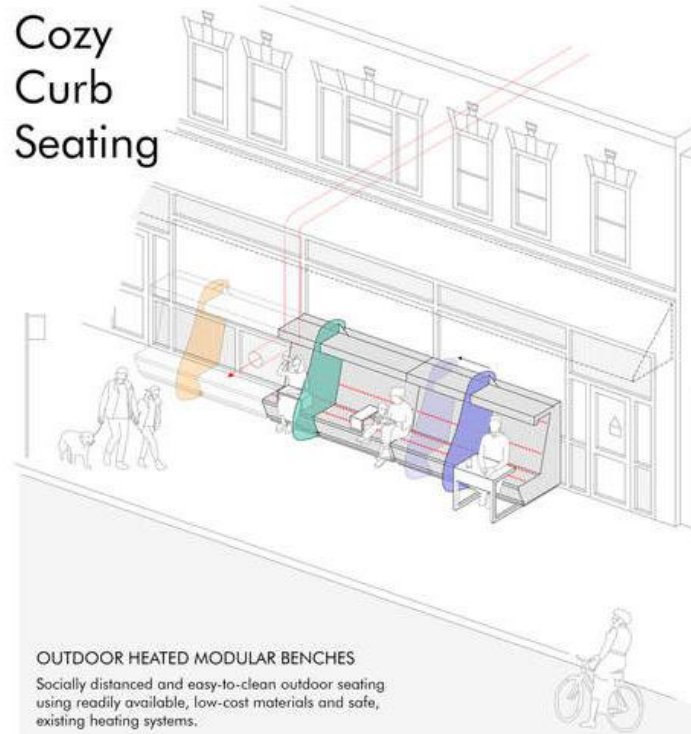 Cozy
Curb
Seating
OUTDOOR HEATED MODULAR BENCHES
Socially distanced and easy-to-clean outdoor seating
using readily available, low-cost materials and safe,
existing heating systems.